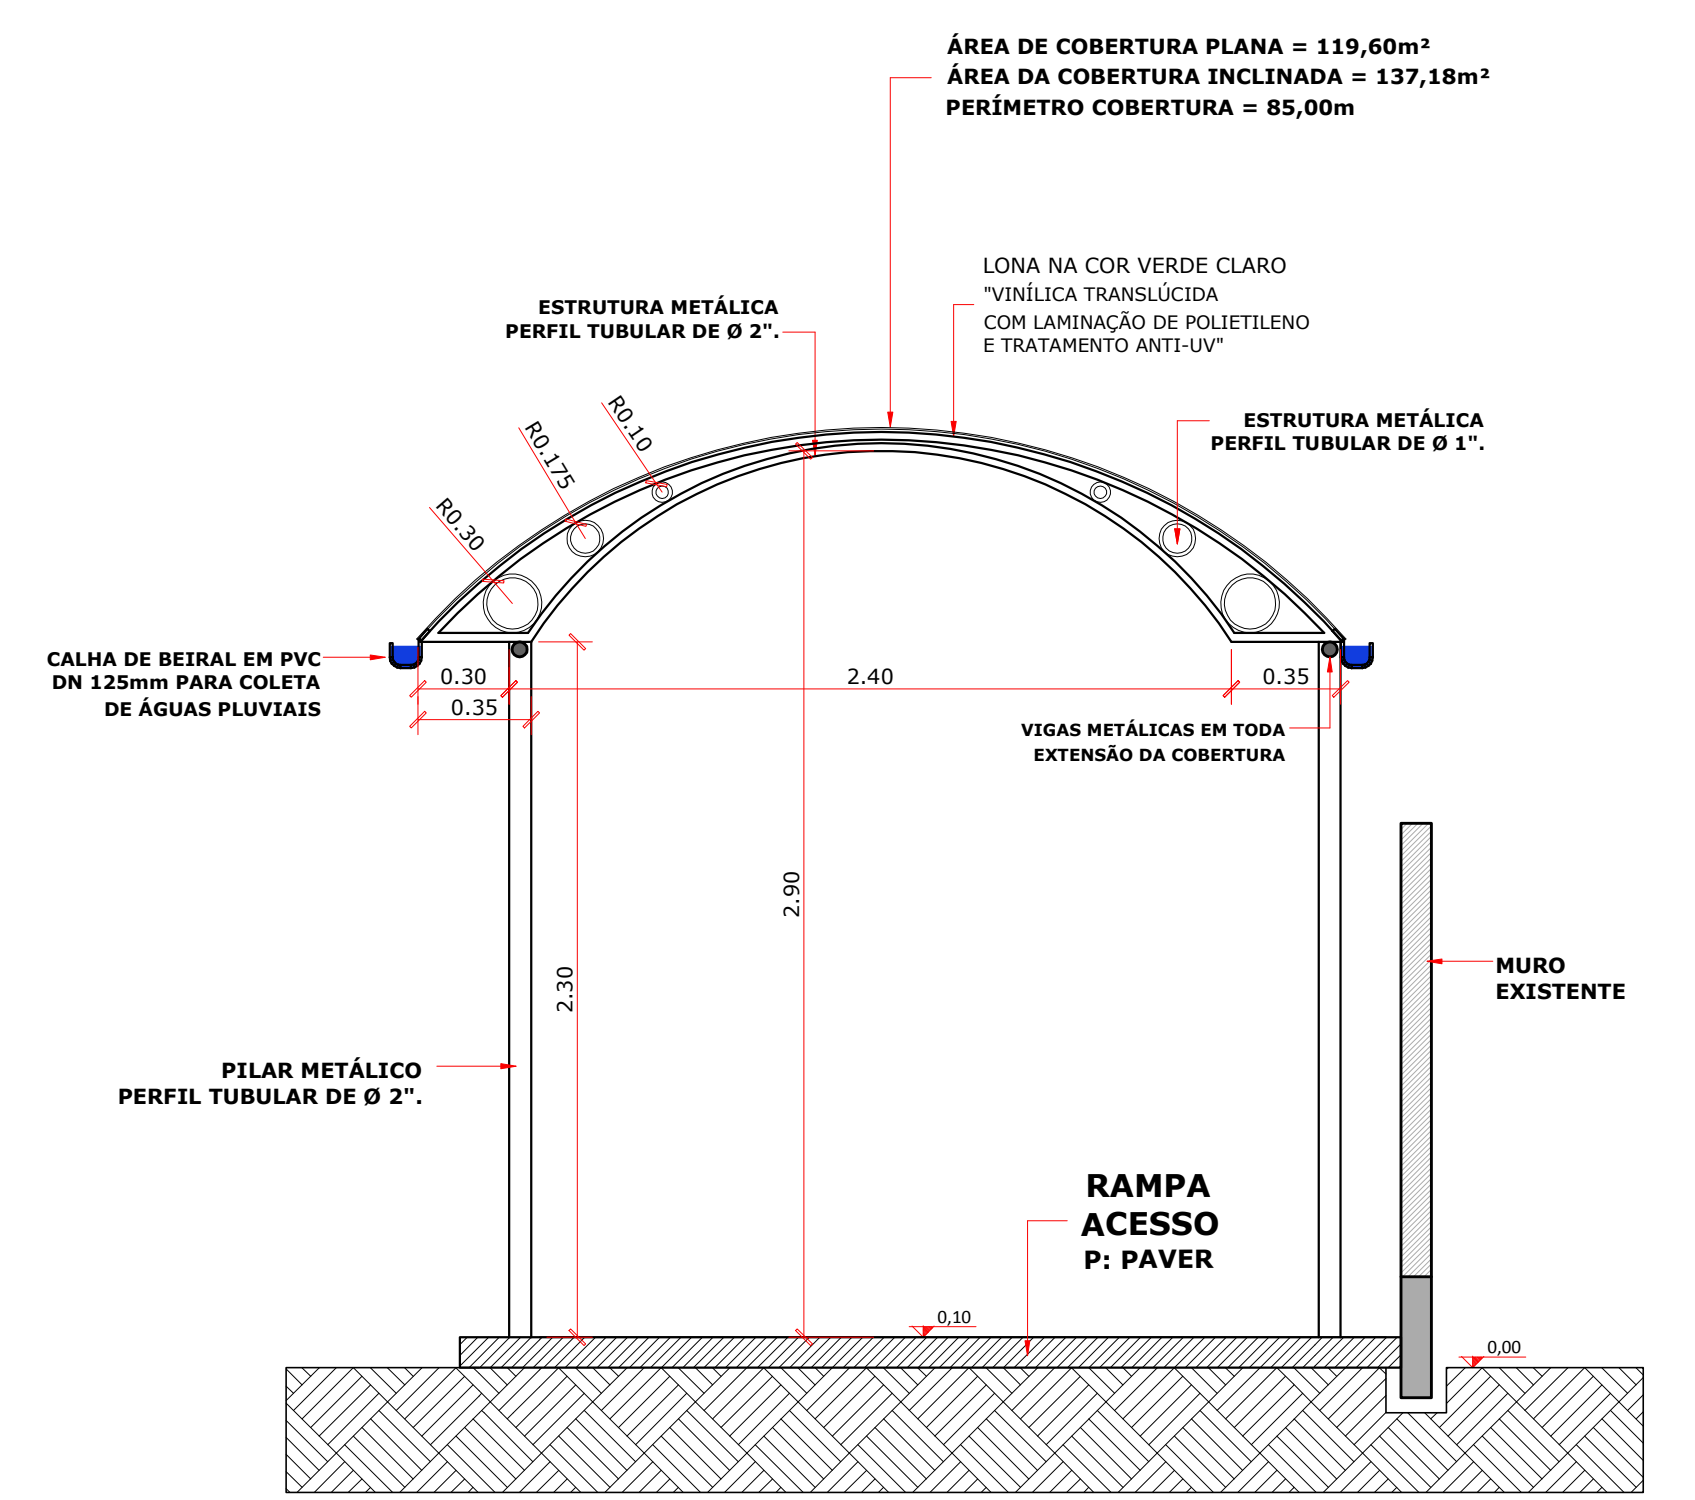 ÁREA DE COBERTURA PLANA = 119,60m²
ÁREA DA COBERTURA INCLINADA = 137,18m²
PERÍMETRO COBERTURA = 85,00m
LONA NA COR VERDE CLARO
"VINÍLICA TRANSLÚCIDA
COM LAMINAÇÃO DE POLIETILENO
E TRATAMENTO ANTI-UV"
ESTRUTURA METÁLICA
PERFIL TUBULAR DE Ø 2".
ESTRUTURA METÁLICA
PERFIL TUBULAR DE Ø 1".
R0.10
R0.175
R0.30
CALHA DE BEIRAL EM PVC
DN 125mm PARA COLETA
DE ÁGUAS PLUVIAIS
0.30
2.40
0.35
0.35
VIGAS METÁLICAS EM TODA
EXTENSÃO DA COBERTURA
2.90
2.30
MURO
EXISTENTE
PILAR METÁLICO
PERFIL TUBULAR DE Ø 2".
RAMPA
ACESSO
P: PAVER
0,10
0,00